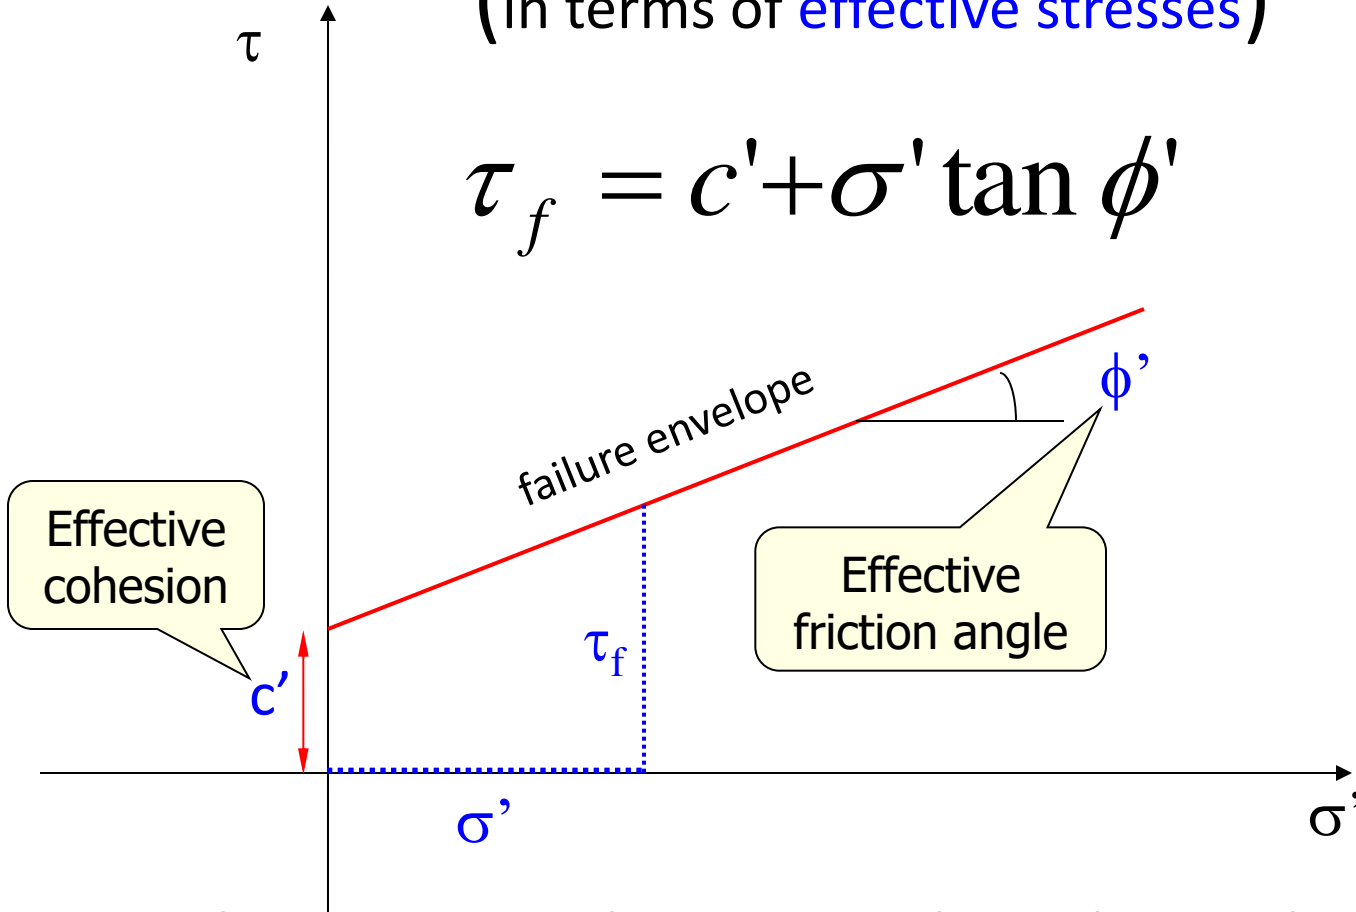 (in terms of effective stresses)
τ
τf = c'+σ' tan ϕ'
failure envelope
ϕ’
Effective
cohesion
Effective
friction angle
τf
c’
σ’
σ’